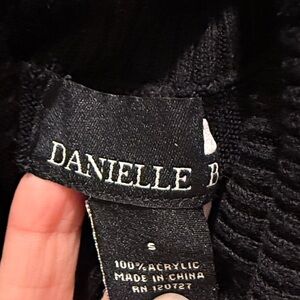 DANIELLE B
S
100% ACRYLIC
MADE IN CHINA
RN 120727